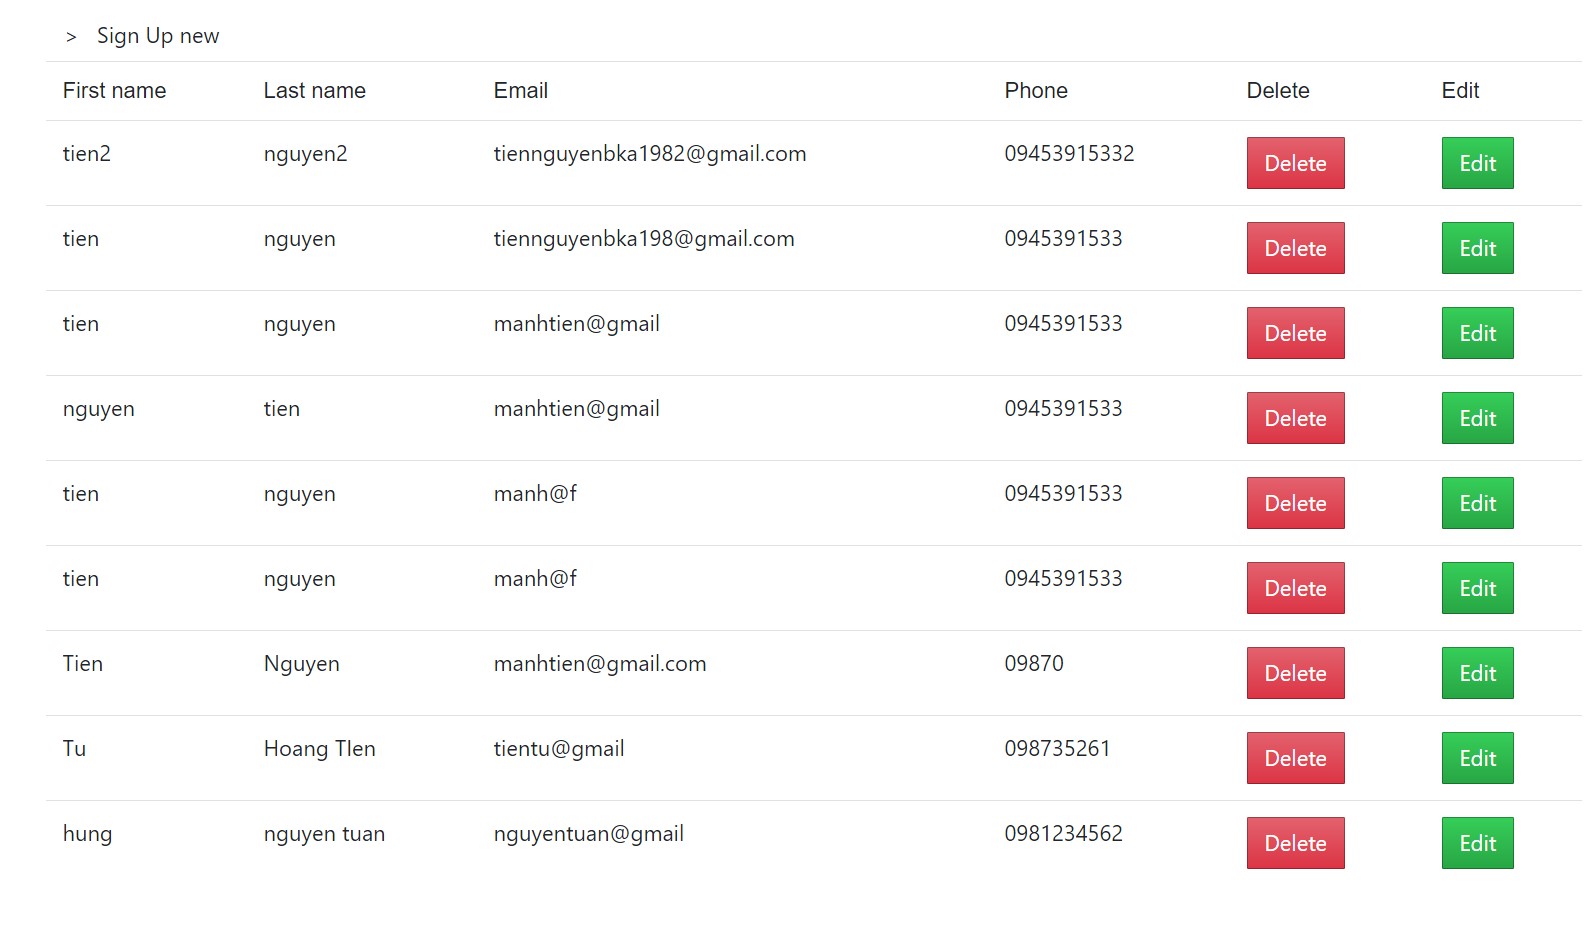 > Sign Up new
First name Last name Email Phone Delete Edit
tien2 nguyen2 tiennguyenbka1982@gmail.com 09453915332 Delete Edit
tien nguyen tiennguyenbka198@gmail.com 0945391533 Delete Edit
tien nguyen manhtien@gmail 0945391533 Delete Edit
nguyen tien manhtien@gmail 0945391533 Delete Edit
tien nguyen manh@f 0945391533 Delete Edit
tien nguyen manh@f 0945391533 Delete Edit
Tien Nguyen manhtien@gmail.com 09870 Delete Edit
Tu Hoang TIen tientu@gmail 098735261 Delete Edit
hung nguyen tuan nguyentuan@gmail 0981234562 Delete Edit